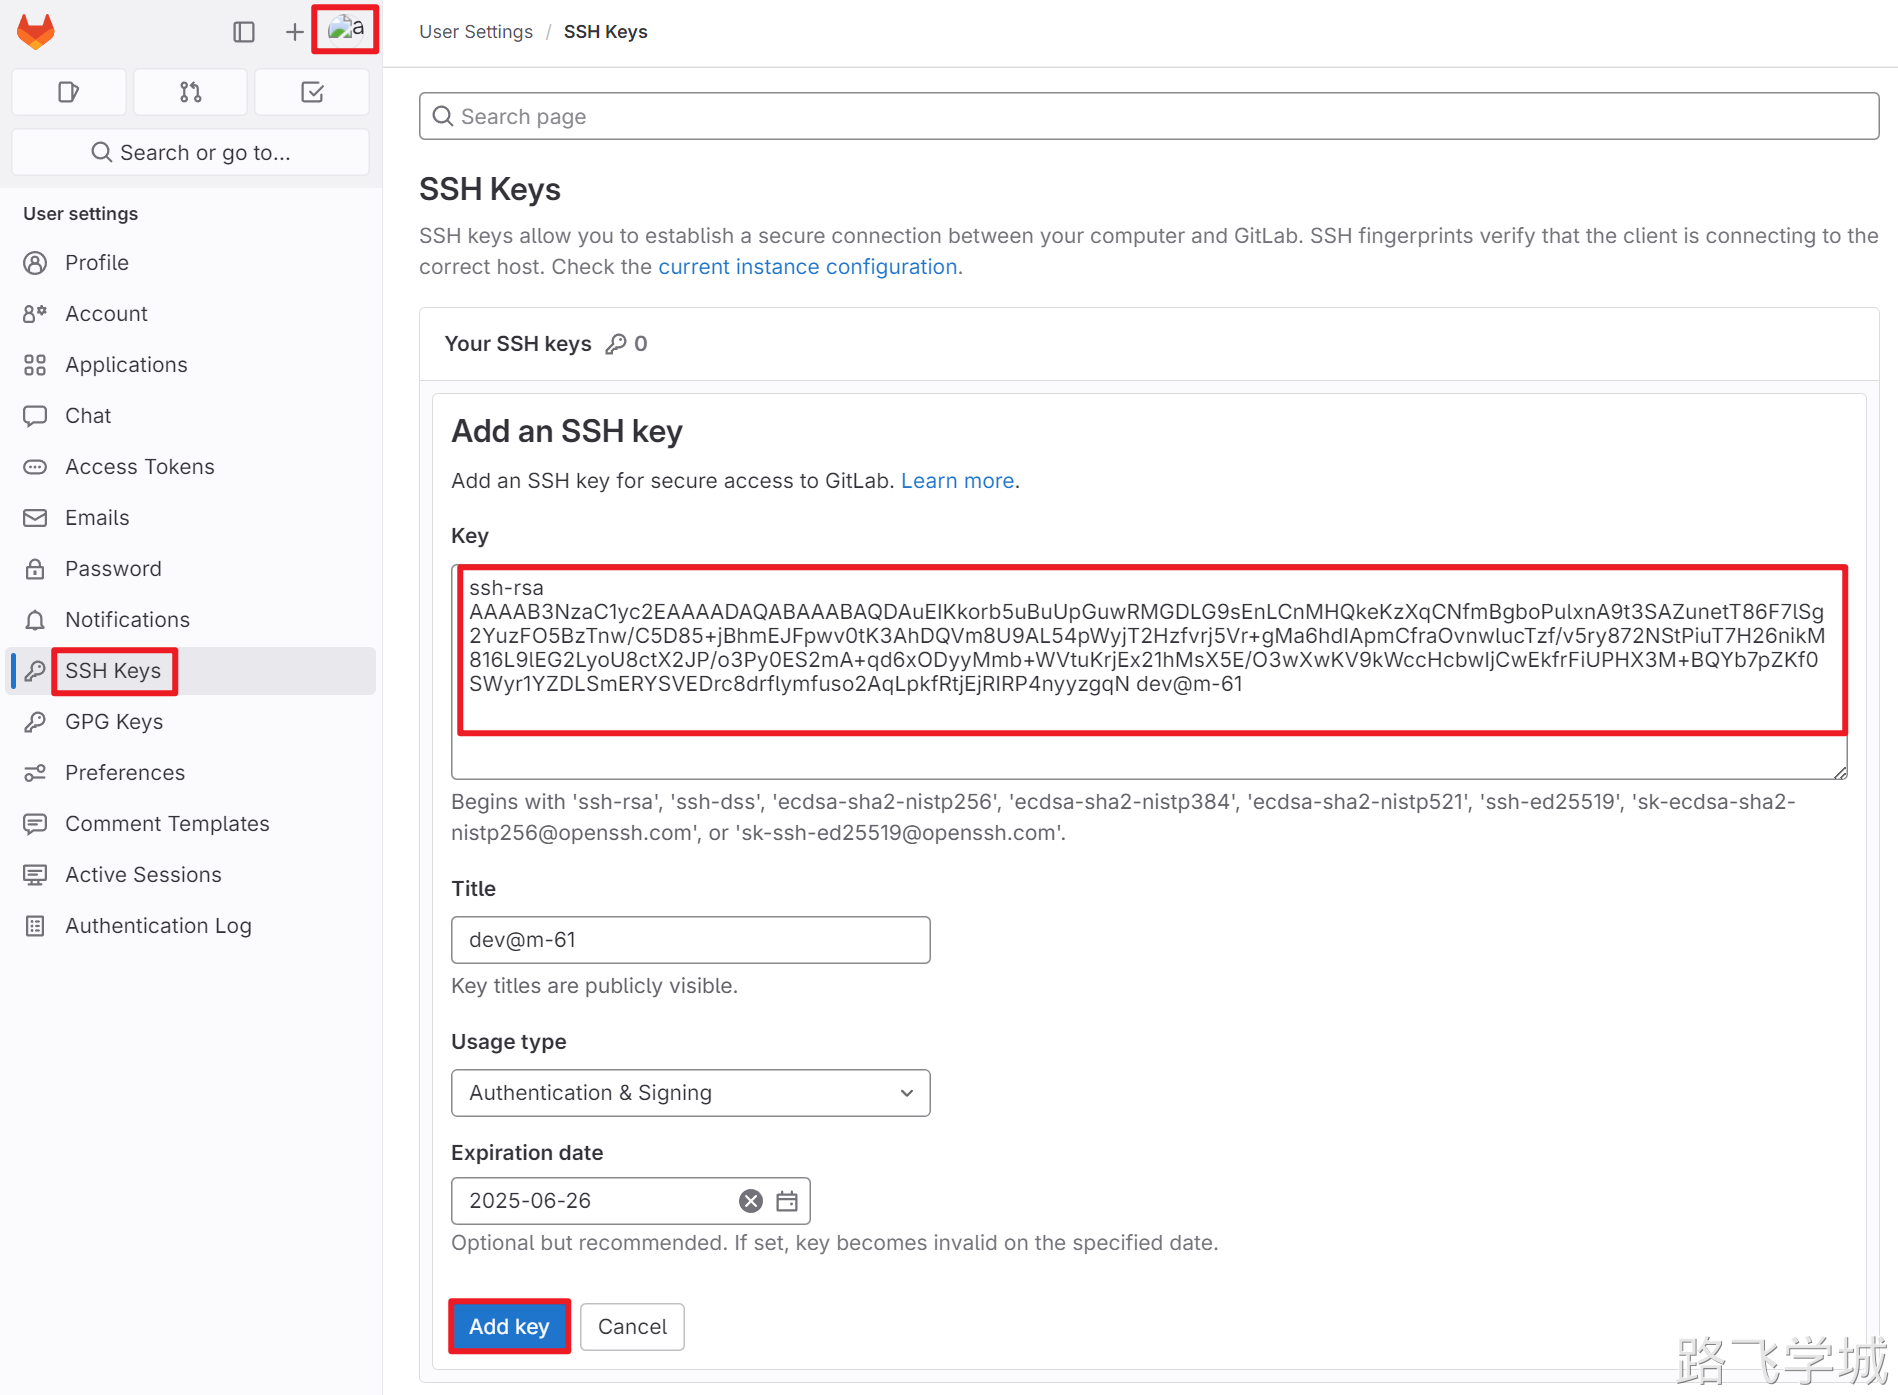 a
User Settings / SSH Keys
Search page
Search or go to...
User settings
Profile
Account
Applications
Chat
Access Tokens
Emails
Password
Notifications
SSH Keys
GPG Keys
Preferences
Comment Templates
Active Sessions
Authentication Log
SSH Keys
SSH keys allow you to establish a secure connection between your computer and GitLab. SSH fingerprints verify that the client is connecting to the
correct host. Check the current instance configuration.
Your SSH keys 0
Add an SSH key
Add an SSH key for secure access to GitLab. Learn more.
Key
ssh-rsa
AAAAB3NzaC1yc2EAAAADAQABAAABAQDAuEIKkorb5uBuUpGuwRMGDLG9sEnLCnMHQkeKzXqCNfmBgboPulxnA9t3SAZunetT86F7lSg
2YuzFO5BzTnw/C5D85+jBhmEJFpwv0tK3AhDQVm8U9AL54pWyjT2Hzfvrj5Vr+gMa6hdIApmCfraOvnwlucTzf/v5ry872NStPiuT7H26nikM
816L9lEG2LyoU8ctX2JP/o3Py0ES2mA+qd6xODyyMmb+WVtuKrjEx21hMsX5E/O3wXwKV9kWccHcbwIjCwEkfrFiUPHX3M+BQYb7pZKf0
SWyr1YZDLSmERYSVEDrc8drflymfuso2AqLpkfRtjEjRIRP4nyyzgqN dev@m-61
Begins with 'ssh-rsa', 'ssh-dss', 'ecdsa-sha2-nistp256', 'ecdsa-sha2-nistp384', 'ecdsa-sha2-nistp521', 'ssh-ed25519', 'sk-ecdsa-sha2-
nistp256@openssh.com', or 'sk-ssh-ed25519@openssh.com'.
Title
dev@m-61
Key titles are publicly visible.
Usage type
Authentication & Signing
Expiration date
2025-06-26
Optional but recommended. If set, key becomes invalid on the specified date.
Add key
Cancel
路飞学城